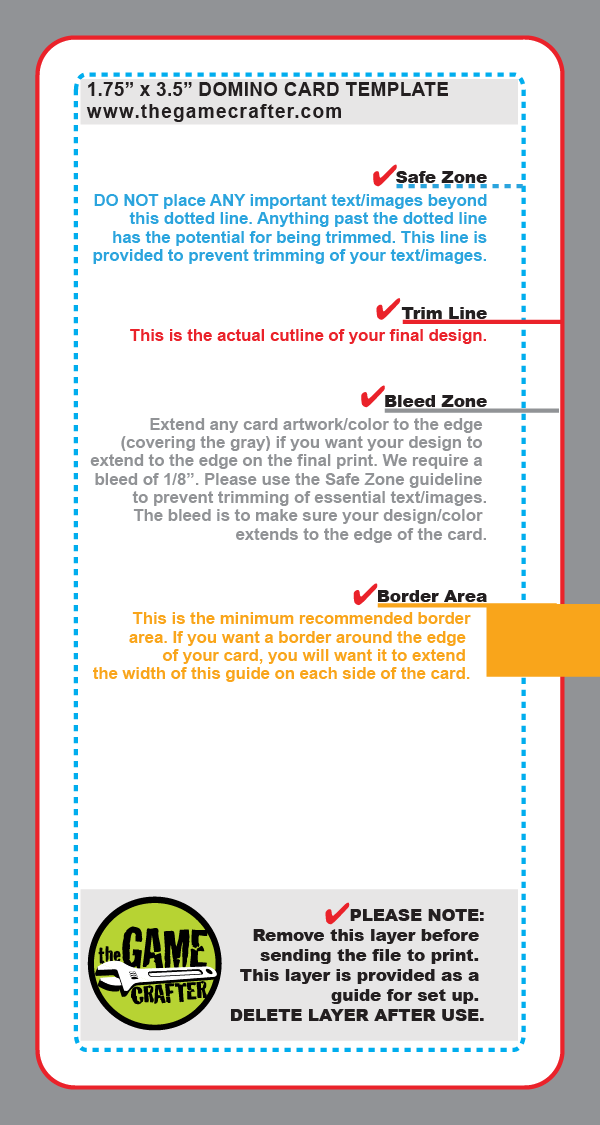 1.75” x 3.5” DOMINO CARD TEMPLATE
www.thegamecrafter.com
✔Safe Zone
DO NOT place ANY important text/images beyond
this dotted line. Anything past the dotted line
has the potential for being trimmed. This line is
provided to prevent trimming of your text/images.
✔Trim Line
This is the actual cutline of your final design.
✔Bleed Zone
Extend any card artwork/color to the edge
(covering the gray) if you want your design to
extend to the edge on the final print. We require a
bleed of 1/8”. Please use the Safe Zone guideline
to prevent trimming of essential text/images.
The bleed is to make sure your design/color
extends to the edge of the card.
✔Border Area
This is the minimum recommended border
area. If you want a border around the edge
of your card, you will want it to extend
the width of this guide on each side of the card.
the GAME
CRAFTER
✔PLEASE NOTE:
Remove this layer before
sending the file to print.
This layer is provided as a
guide for set up.
DELETE LAYER AFTER USE.